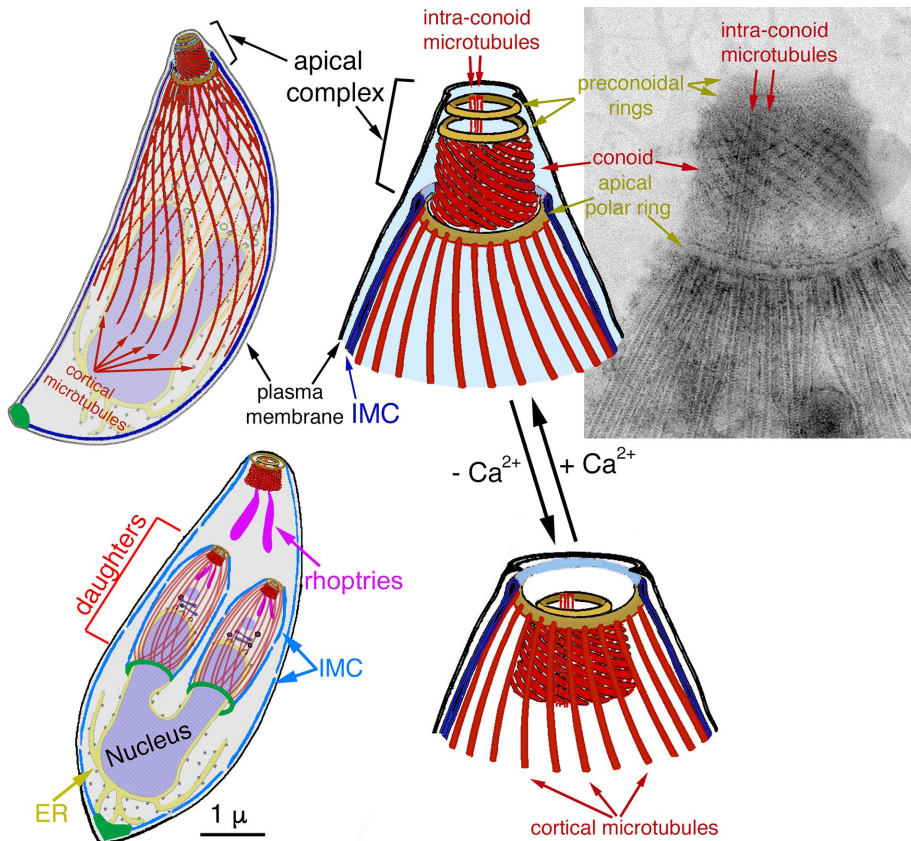 apical
complex
cortical
microtubules
plasma
membrane
IMC
intra-conoid
microtubules
preconoidal
rings
conoid
apical
polar ring
intra-conoid
microtubules
- Ca2+
+ Ca2+
daughters
rhoptries
IMC
Nucleus
ER
1 μ
cortical microtubules